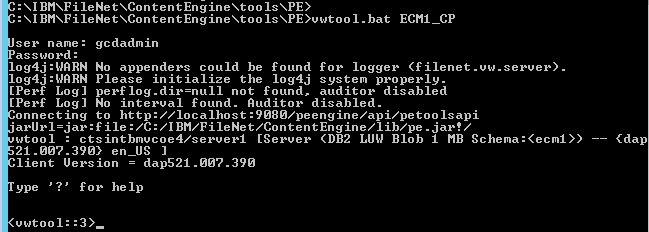 C:\IBM\FileNet\ContentEngine\tools\PE>
C:\IBM\FileNet\ContentEngine\tools\PE>vwtool.bat ECM1_CP
User name: gcdadmin
Password:
log4j:WARN No appenders could be found for logger (filenet.vw.server).
log4j:WARN Please initialize the log4j system properly.
[Perf Log] perflog.dir=null not found, auditor disabled
[Perf Log] No interval found. Auditor disabled.
Connecting to http://localhost:9080/peengine/api/petoolsapi
jarUrl=jar:file:/C:/IBM/FileNet/ContentEngine/lib/pe.jar!/
vwtool : ctsintbmvcoe4/server1 [Server (DB2 LUW Blob 1 MB Schema:<ecm1>) -- {dap
521.007.390} en_US ]
Client Version = dap521.007.390
Type '?' for help
<vwtool::3>_